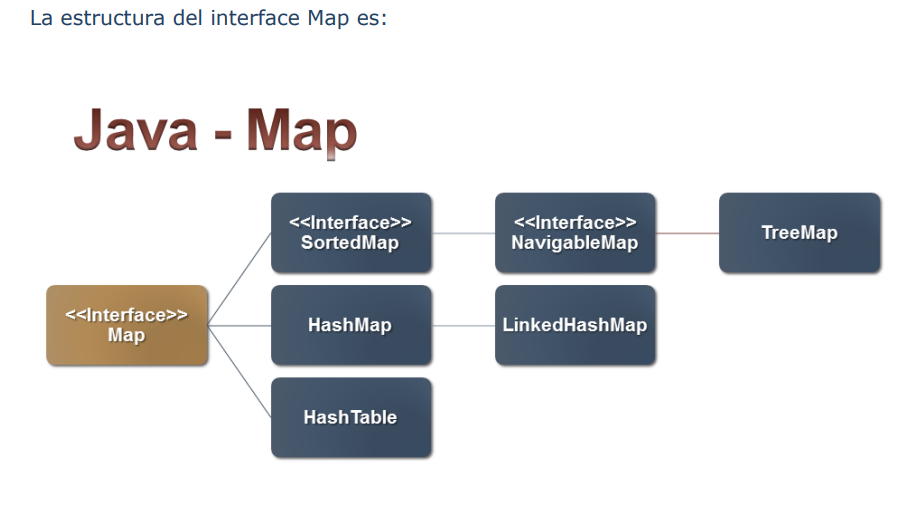 La estructura del interface Map es:
Java - Map
<<Interface>>
SortedMap
<<Interface>>
NavigableMap
TreeMap
<<Interface>>
Map
HashMap
LinkedHashMap
HashTable